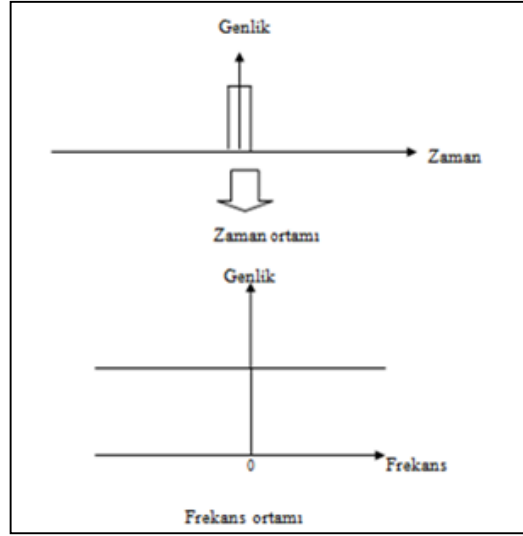 Genlik
Zaman
Zaman ortamı
Genlik
0
Frekans
Frekans ortamı